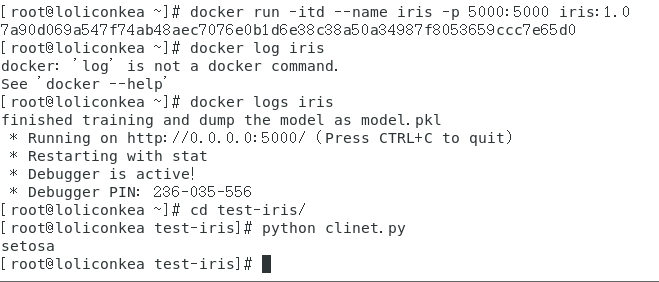 [root@loliconkea ~]# docker run -itd --name iris -p 5000:5000 iris:1.0
7a90d069a547f74ab48aec7076e0b1d6e38c38a50a34987f8053659ccc7e65d0
[root@loliconkea ~]# docker log iris
docker: 'log' is not a docker command.
See 'docker --help'
[root@loliconkea ~]# docker logs iris
finished training and dump the model as model.pkl
 * Running on http://0.0.0.0:5000/ (Press CTRL+C to quit)
 * Restarting with stat
 * Debugger is active!
 * Debugger PIN: 236-035-556
[root@loliconkea ~]# cd test-iris/
[root@loliconkea test-iris]# python clinet.py
setosa
[root@loliconkea test-iris]#